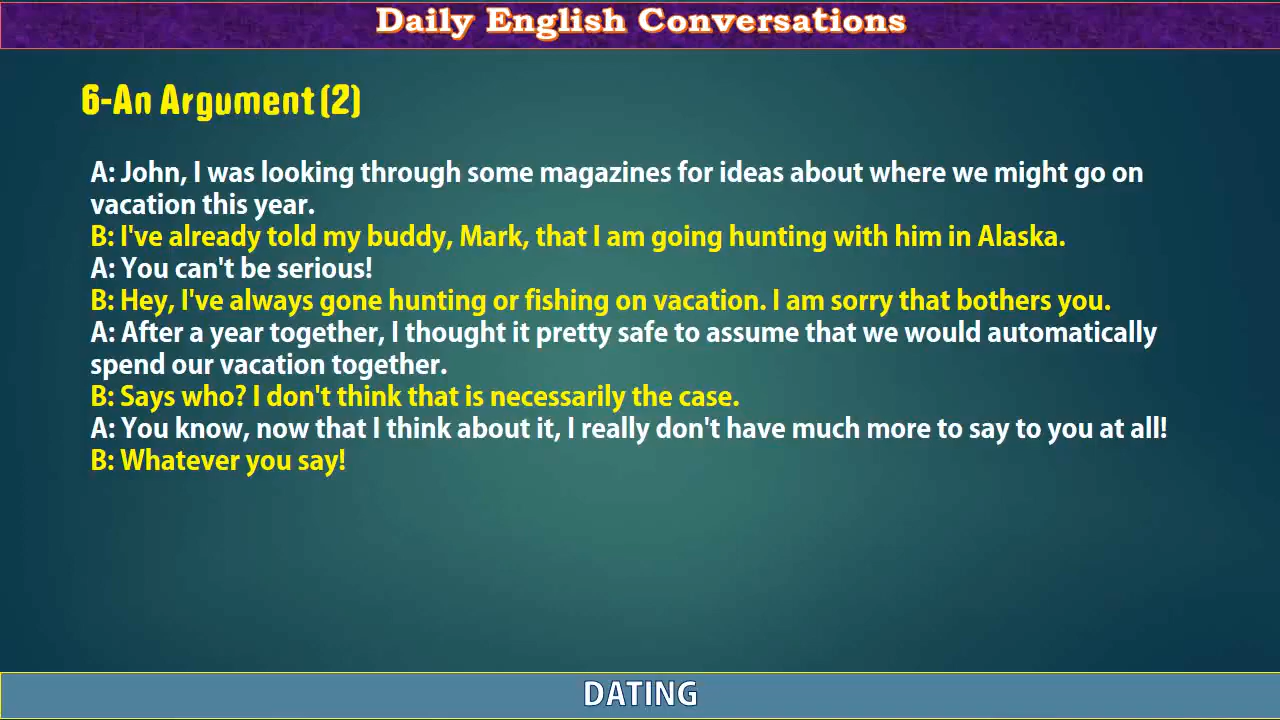 Daily English Conversations
6-An Argument (2)
A: John, I was looking through some magazines for ideas about where we might go on
vacation this year.
B: I've already told my buddy, Mark, that I am going hunting with him in Alaska.
A: You can't be serious!
B: Hey, I've always gone hunting or fishing on vacation. I am sorry that bothers you.
A: After a year together, I thought it pretty safe to assume that we would automatically
spend our vacation together.
B: Says who? I don't think that is necessarily the case.
A: You know, now that I think about it, I really don't have much more to say to you at all!
B: Whatever you say!
DATING